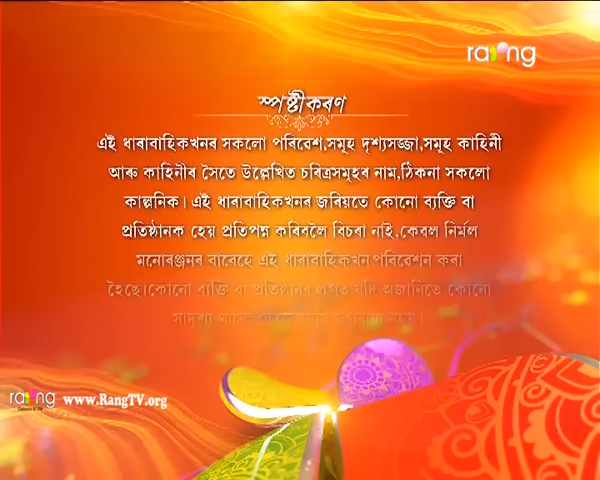 rang
স্পষ্টীকৰণ
এই ধাৰাবাহিকখনৰ সকলো পৰিৱেশ,সমূহ দৃশ্যসজ্জা,সমূহ কাহিনী
আৰু কাহিনীৰ সৈতে উল্লেখিত চৰিত্ৰসমূহৰ নাম,ঠিকনা সকলো
কাল্পনিক। এই ধাৰাবাহিকখনৰ জৰিয়তে কোনো ব্যক্তি বা
প্ৰতিষ্ঠানক হেয় প্ৰতিপন্ন কৰিবলৈ বিচৰা নাই,কেৱল নিৰ্মল
মনোৰঞ্জনৰ বাবেহে এই ধাৰাবাহিকখন পৰিৱেশন কৰা
হৈছে।কোনো ব্যক্তি বা প্ৰতিষ্ঠানৰ লগত যদি অজানিতে কোনো
সাদৃশ্য থাকে
rang www.RangTV.org